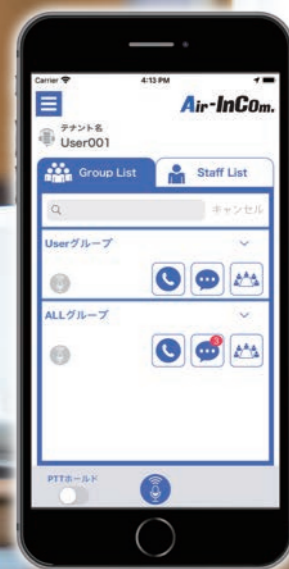 Carrier 4:13 PM
Air-InCom.
テナント名
User001
Group List Staff List
キャンセル
Userグループ
ALLグループ
3
PTTホールド